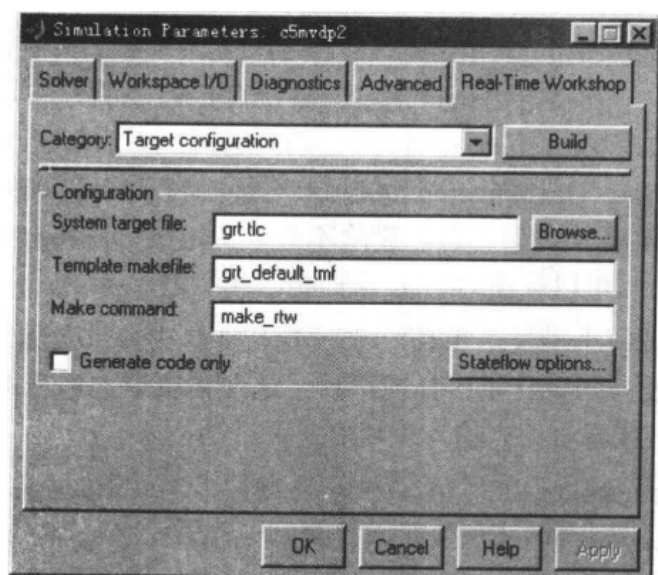 Simulation Parameters: c5mvdp2
Solver Workspace I/O Diagnostics Advanced Real-Time Workshop
Category: Target configuration Build
Configuration
System target file: grt.tlc Browse...
Template makefile: grt_default_tmf
Make command: make_rtw
Generate code only Stateflow options...
OK Cancel Help Apply